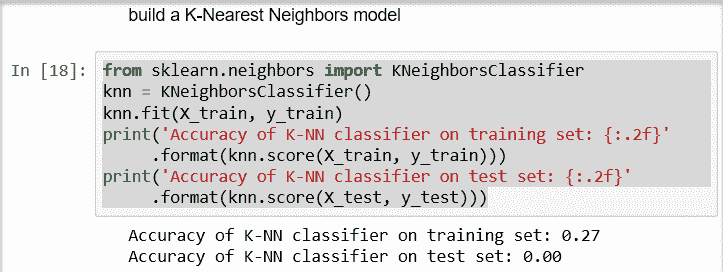 build a K-Nearest Neighbors model
In [18]: from sklearn.neighbors import KNeighborsClassifier
knn = KNeighborsClassifier()
knn.fit(X_train, y_train)
print('Accuracy of K-NN classifier on training set: {:.2f}'
     .format(knn.score(X_train, y_train)))
print('Accuracy of K-NN classifier on test set: {:.2f}'
     .format(knn.score(X_test, y_test)))
Accuracy of K-NN classifier on training set: 0.27
Accuracy of K-NN classifier on test set: 0.00